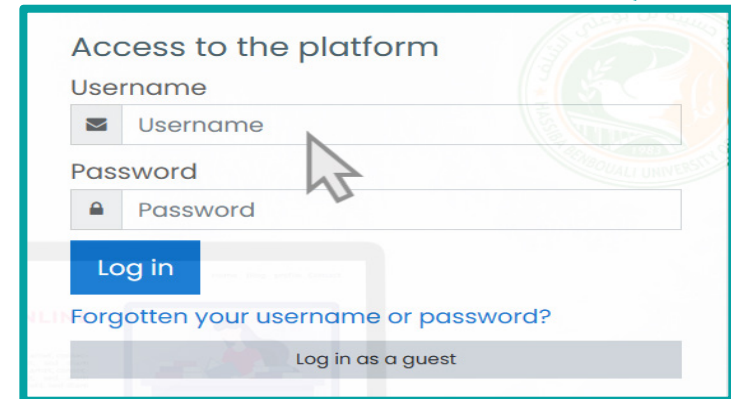 Access to the platform
Username
Username
Password
Password
Log in
Forgotten your username or password?
Log in as a guest